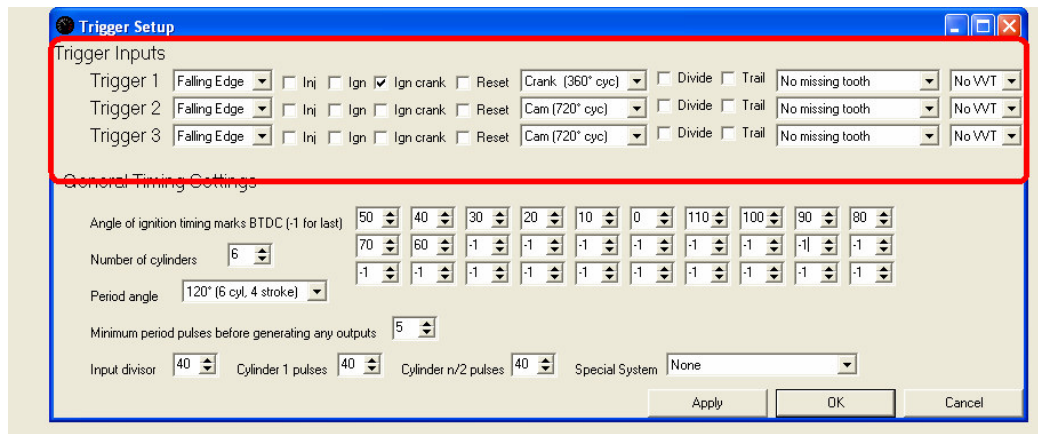 Trigger Setup
Trigger Inputs
Trigger 1 Falling Edge Inj Ign Ign crank Reset Crank (360° cyc) Divide Trail No missing tooth No VVT
Trigger 2 Falling Edge Inj Ign Ign crank Reset Cam (720° cyc) Divide Trail No missing tooth No VVT
Trigger 3 Falling Edge Inj Ign Ign crank Reset Cam (720° cyc) Divide Trail No missing tooth No VVT
General Timing Settings
Angle of ignition timing marks BTDC (-1 for last) 50 40 30 20 10 0 110 100 90 80
70 60 -1 -1 -1 -1 -1 -1 -1 -1
Number of cylinders 6
-1 -1 -1 -1 -1 -1 -1 -1 -1 -1
Period angle 120° (6 cyl, 4 stroke)
Minimum period pulses before generating any outputs 5
Input divisor 40 Cylinder 1 pulses 40 Cylinder n/2 pulses 40 Special System None
Apply OK Cancel